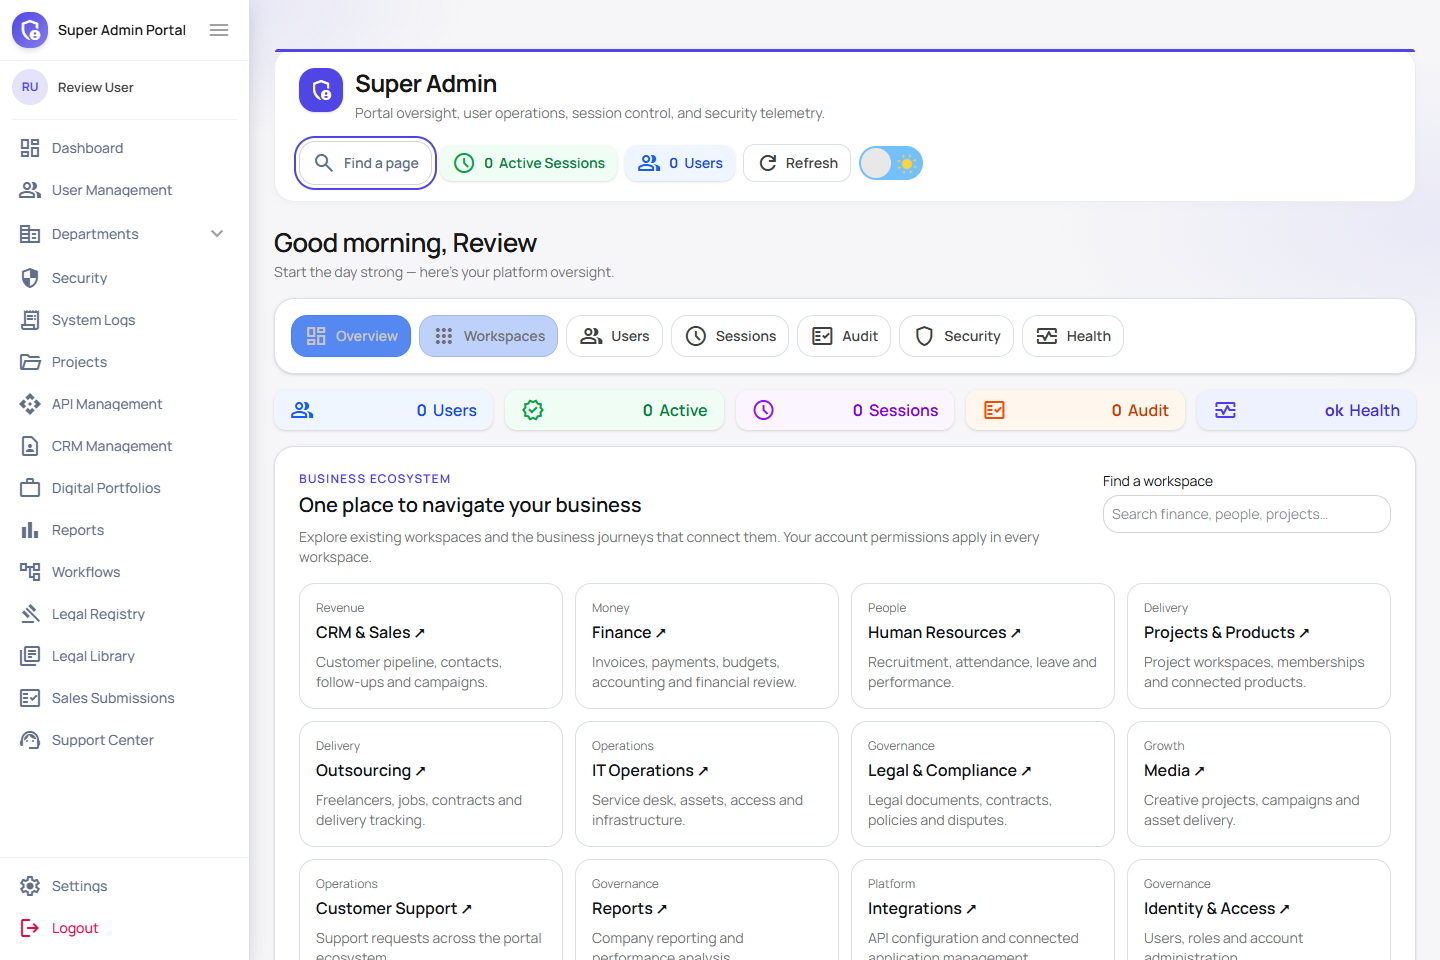 Super Admin Portal
RU Review User
Dashboard
User Management
Departments
Security
System Logs
Projects
API Management
CRM Management
Digital Portfolios
Reports
Workflows
Legal Registry
Legal Library
Sales Submissions
Support Center
Settings
Logout
Super Admin
Portal oversight, user operations, session control, and security telemetry.
Find a page 0 Active Sessions 0 Users Refresh
Good morning, Review
Start the day strong — here's your platform oversight.
Overview Workspaces Users Sessions Audit Security Health
0 Users 0 Active 0 Sessions 0 Audit ok Health
BUSINESS ECOSYSTEM
One place to navigate your business
Explore existing workspaces and the business journeys that connect them. Your account permissions apply in every
workspace.
Find a workspace
Search finance, people, projects...
Revenue
CRM & Sales ↗
Customer pipeline, contacts,
follow-ups and campaigns.
Money
Finance ↗
Invoices, payments, budgets,
accounting and financial review.
People
Human Resources ↗
Recruitment, attendance, leave and
performance.
Delivery
Projects & Products ↗
Project workspaces, memberships
and connected products.
Delivery
Outsourcing ↗
Freelancers, jobs, contracts and
delivery tracking.
Operations
IT Operations ↗
Service desk, assets, access and
infrastructure.
Governance
Legal & Compliance ↗
Legal documents, contracts,
policies and disputes.
Growth
Media ↗
Creative projects, campaigns and
asset delivery.
Operations
Customer Support ↗
Support requests across the portal
ecosystem.
Governance
Reports ↗
Company reporting and
performance analysis.
Platform
Integrations ↗
API configuration and connected
application management.
Governance
Identity & Access ↗
Users, roles and account
administration.